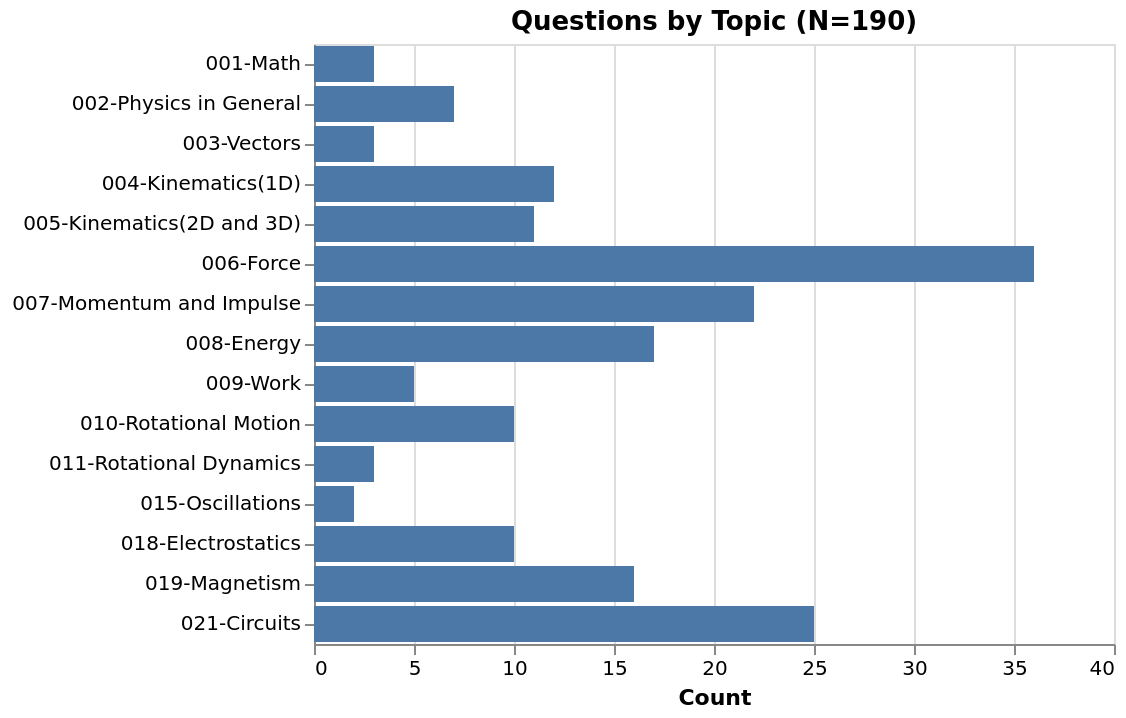 Questions by Topic (N=190)
001-Math
002-Physics in General
003-Vectors
004-Kinematics(1D)
005-Kinematics(2D and 3D)
006-Force
007-Momentum and Impulse
008-Energy
009-Work
010-Rotational Motion
011-Rotational Dynamics
015-Oscillations
018-Electrostatics
019-Magnetism
021-Circuits
0 5 10 15 20 25 30 35 40
Count